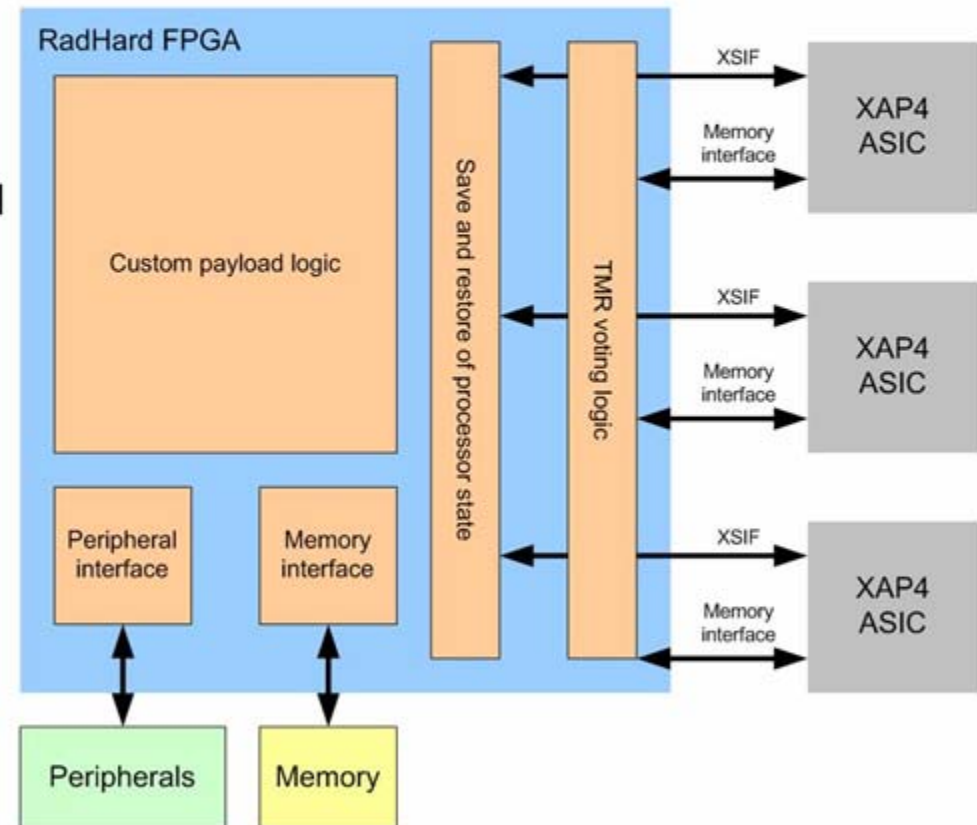 RadHard FPGA
Custom payload logic
Save and restore of processor state
TMR voting logic
XSIF
Memory
interface
XAP4
ASIC
XSIF
Memory
interface
XAP4
ASIC
XSIF
Memory
interface
XAP4
ASIC
Peripheral
interface
Memory
interface
Peripherals
Memory